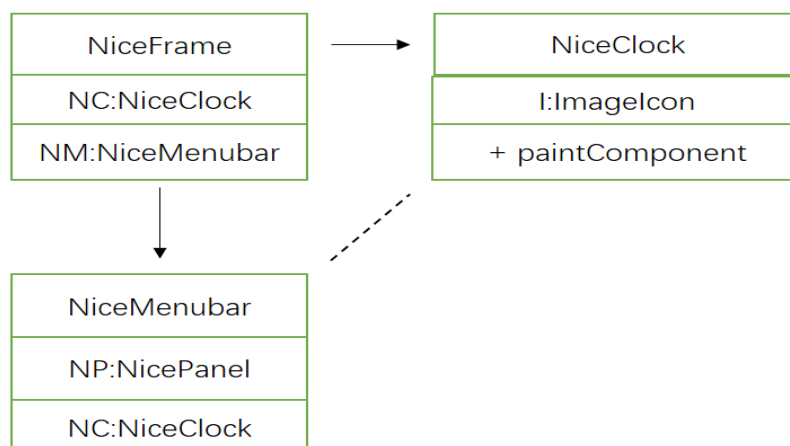 NiceFrame
NC:NiceClock
NM:NiceMenubar
NiceClock
I:ImageIcon
+ paintComponent
NiceMenubar
NP:NicePanel
NC:NiceClock